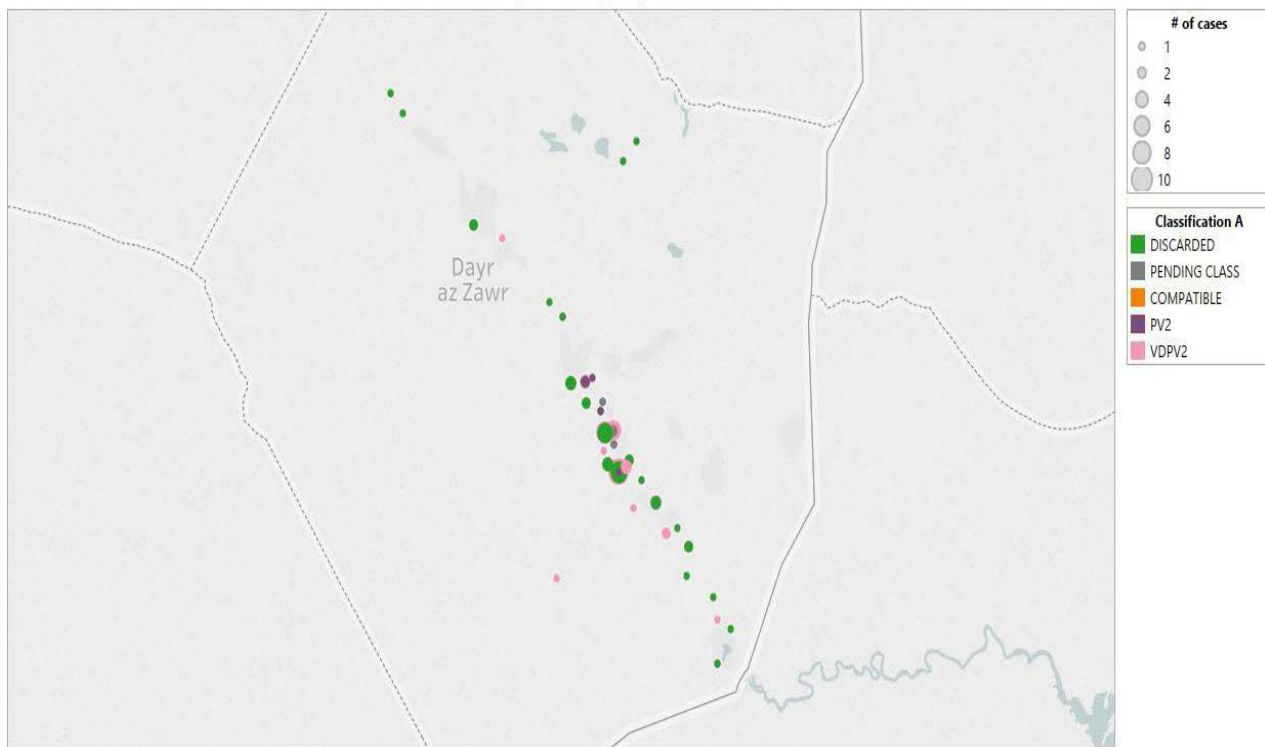 Dayr
az Zawr
# of cases
1
2
4
6
8
10
Classification A
DISCARDED
PENDING CLASS
COMPATIBLE
PV2
VDPV2